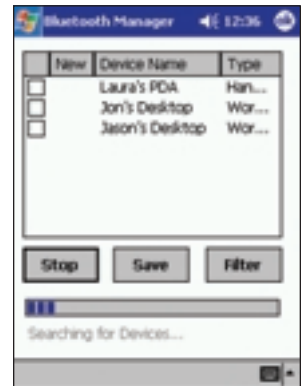 Bluetooth Manager 12:36
New Device Name Type
Laura's PDA Han...
Jon's Desktop Wor...
Jason's Desktop Wor...
Stop Save Filter
Searching for Devices...